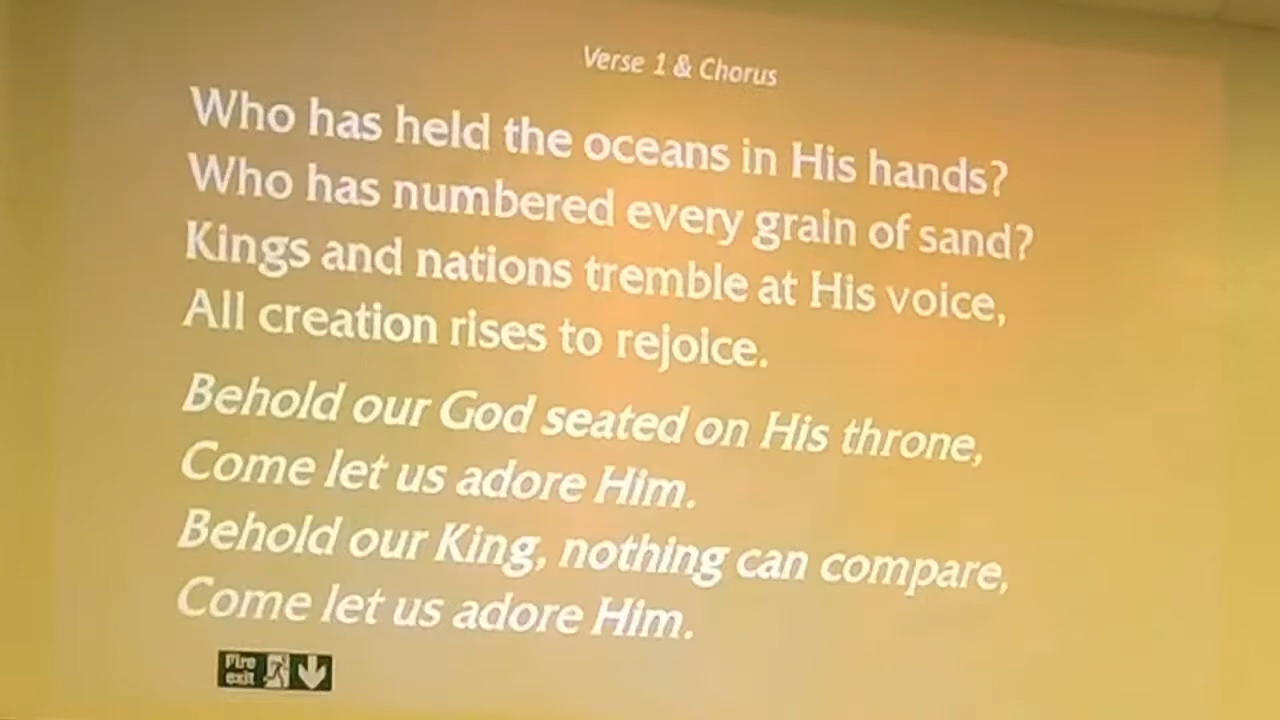 Verse 1 & Chorus
Who has held the oceans in His hands?
Who has numbered every grain of sand?
Kings and nations tremble at His voice,
All creation rises to rejoice.
Behold our God seated on His throne,
Come let us adore Him.
Behold our King, nothing can compare,
Come let us adore Him.
Fire
exit